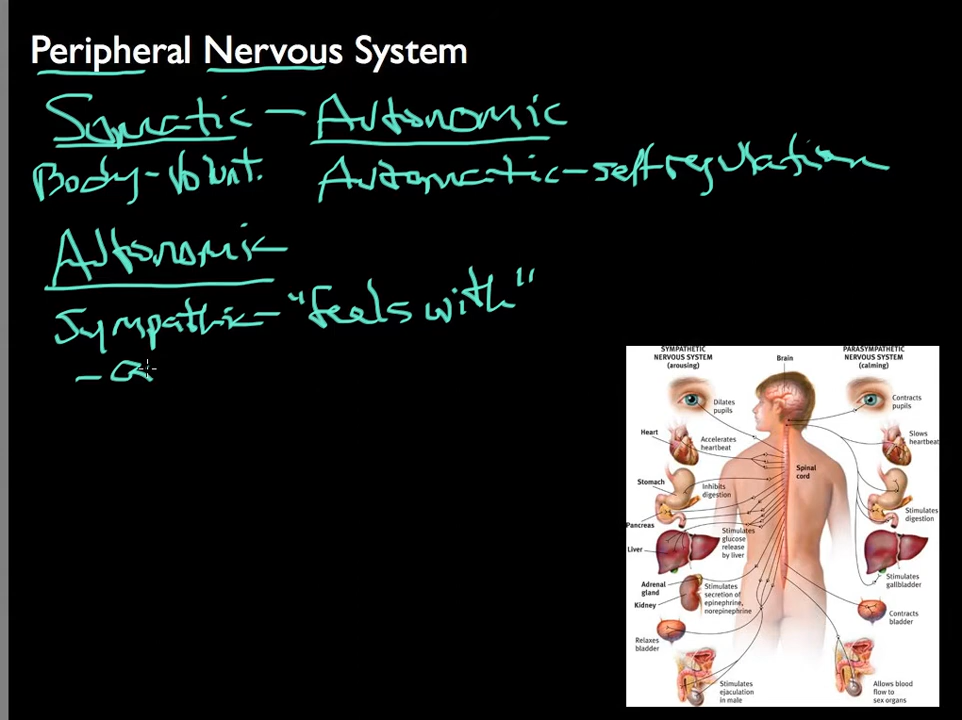 Peripheral Nervous System
Somatic - Autonomic
Body-Volunt. Automatic-self regulation
Autonomic
Sympathic - "feels with"
SYMPATHETIC
NERVOUS SYSTEM
(arousing)
Brain
PARASYMPATHETIC
NERVOUS SYSTEM
(calming)
Dilates
pupils
Contracts
pupils
Heart
Accelerates
heartbeat
Slows
heartbeat
Spinal
cord
Stomach
Inhibits
digestion
Pancreas
Stimulates
digestion
Liver
Stimulates
glucose
release
by liver
Stimulates
gallbladder
Adrenal
gland
Kidney
Stimulates
secretion of
epinephrine,
norepinephrine
Contracts
bladder
Relaxes
bladder
Stimulates
ejaculation
in male
Allows blood
flow to
sex organs